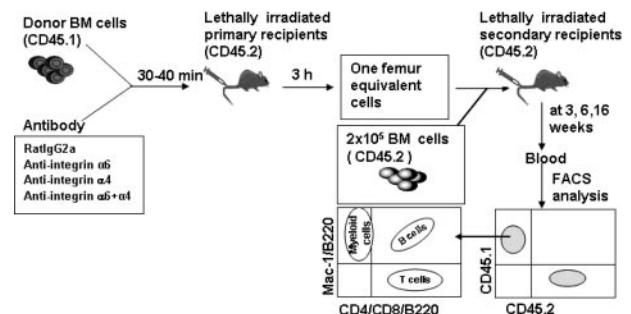 Donor BM cells
(CD45.1)
30-40 min
Antibody
RatIgG2a
Anti-integrin α6
Anti-integrin α4
Anti-integrin α6+α4
Lethally irradiated
primary recipients
(CD45.2)
3 h
One femur
equivalent
cells
2x10⁵ BM cells
( CD45.2)
Lethally irradiated
secondary recipients
(CD45.2)
at 3, 6,16
weeks
Blood
FACS
analysis
CD45.1
CD45.2
Mac-1/B220
Myeloid
cells
B cells
T cells
CD4/CD8/B220